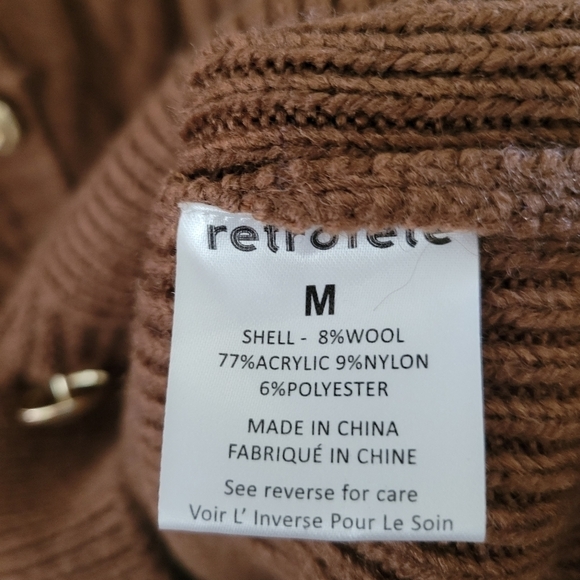 retrofete
M
SHELL - 8%WOOL
77%ACRYLIC 9%NYLON
6%POLYESTER
MADE IN CHINA
FABRIQUÉ IN CHINE
See reverse for care
Voir L' Inverşe Pour Le Soin